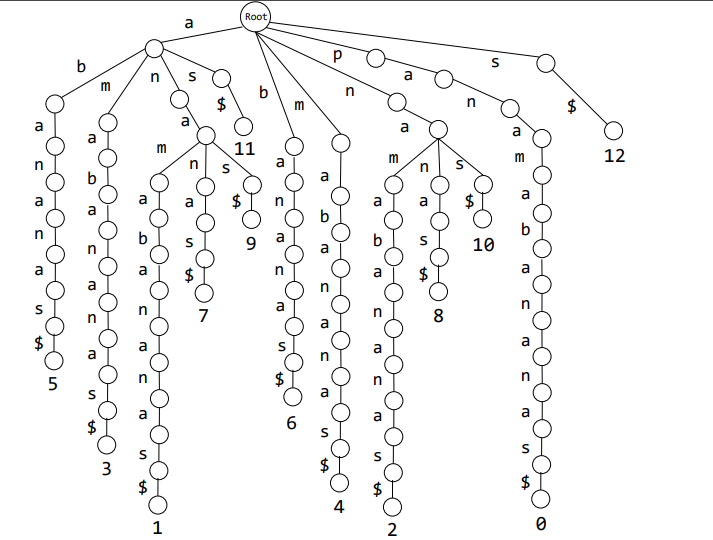 Root
a
p s
b n s a
m b n
$ m n $
a a a a
a
m 11 m m 12
n n s a n s
b a
a a a $ n a a $ a
a b
n n b s 9 a a b s 10 b
a a a $ n n a $ a
s n 7 a a n 8 n
$ a a s n a a
5 n n $ a n n
s a 6 s a a
$ s $ s s
3 $ 4 $ $
1 2 0